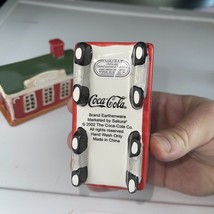 SAKURA
Coca-Cola
Brand Earthenware
Marketed by Sakura®
© 2002 The Coca-Cola Co.
All rights reserved.
Hand Wash Only
Made in China